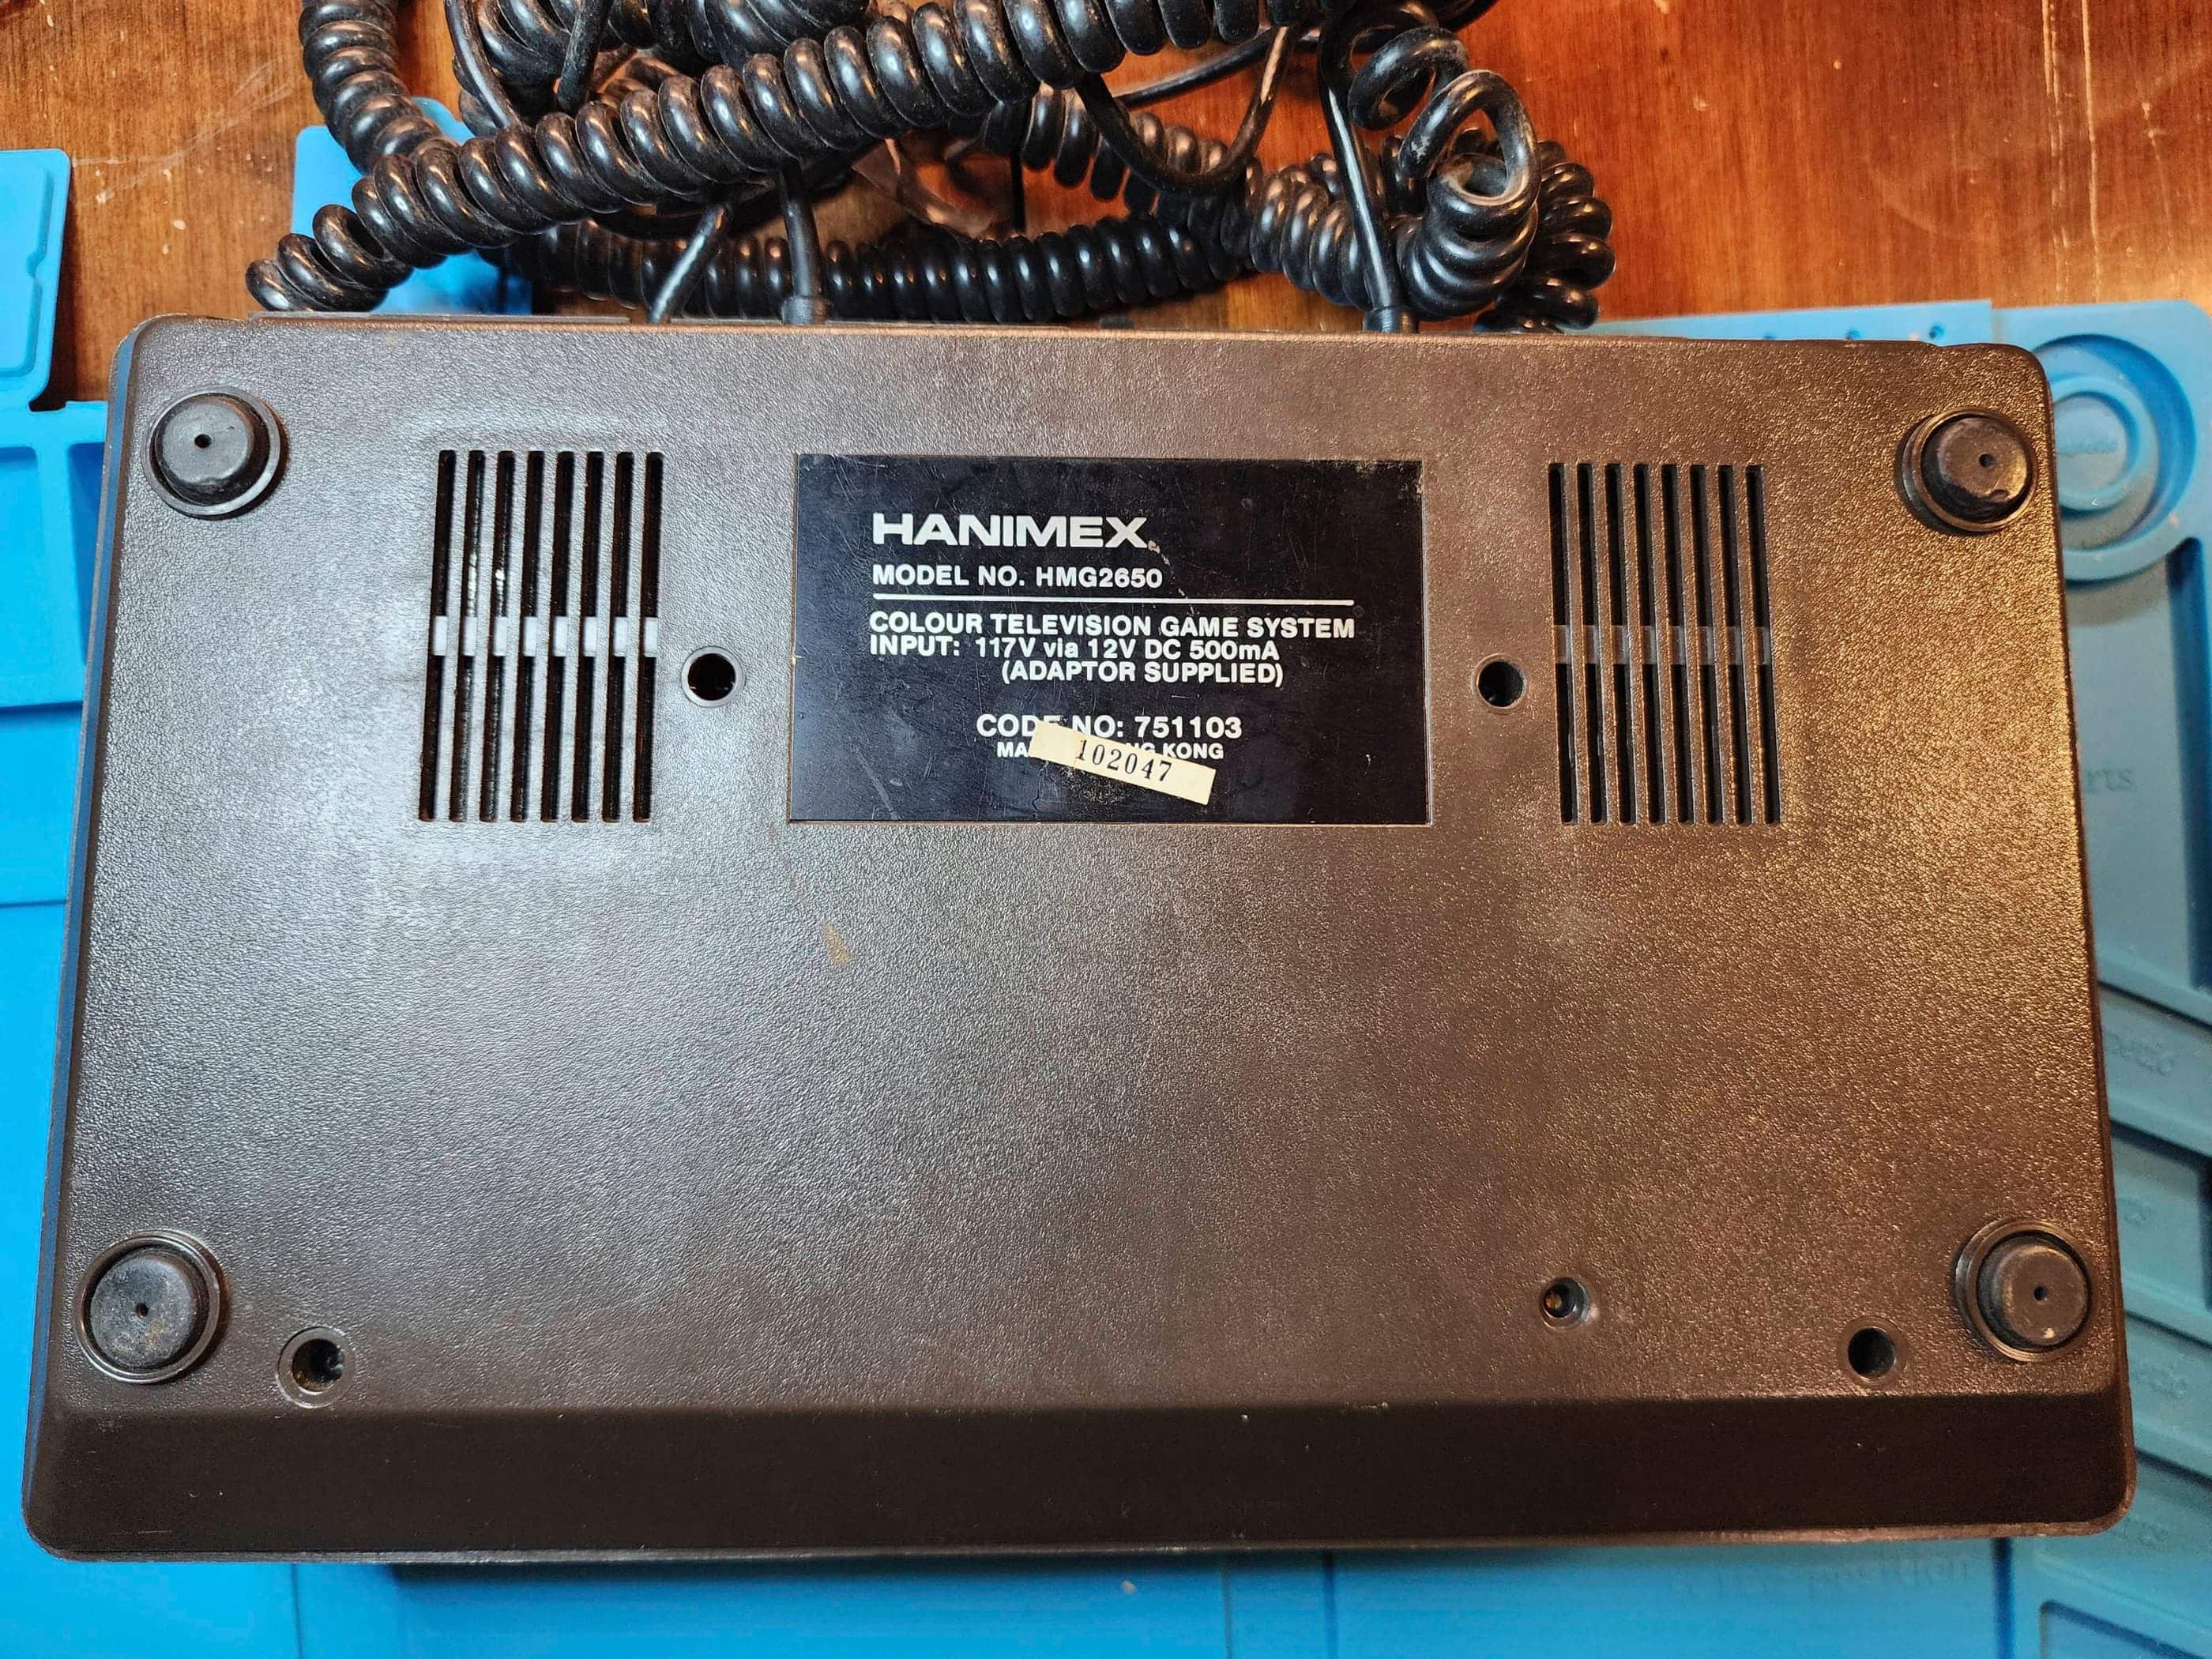 HANIMEX
MODEL NO. HMG2650
COLOUR TELEVISION GAME SYSTEM
INPUT: 117V via 12V DC 500mA
(ADAPTOR SUPPLIED)
CODE NO: 751103
KONG
102047